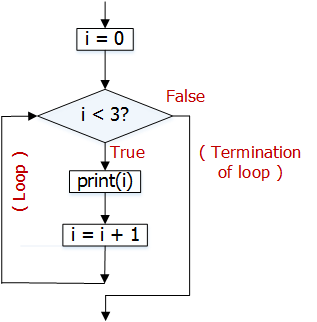 i = 0
False
i < 3?
True
( Termination
of loop )
( Loop )
print(i)
i = i + 1